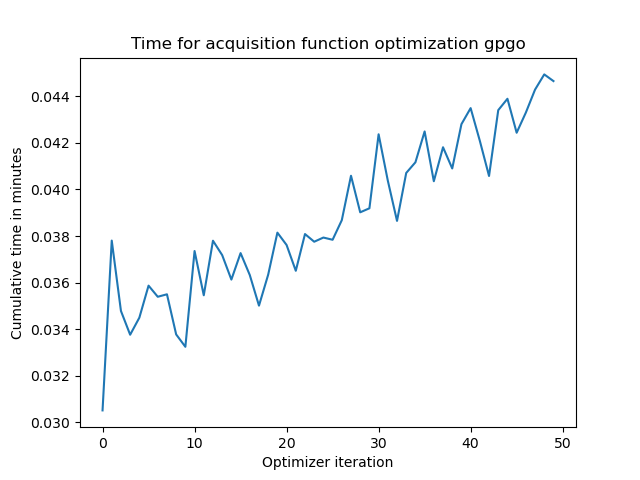 Time for acquisition function optimization gpgo
0.044
0.042
0.040
0.038
0.036
0.034
0.032
0.030
Cumulative time in minutes
0 10 20 30 40 50
Optimizer iteration